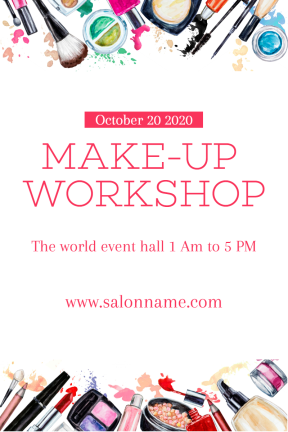 October 20 2020
MAKE-UP
WORKSHOP
The world event hall 1 Am to 5 PM
www.salonname.com